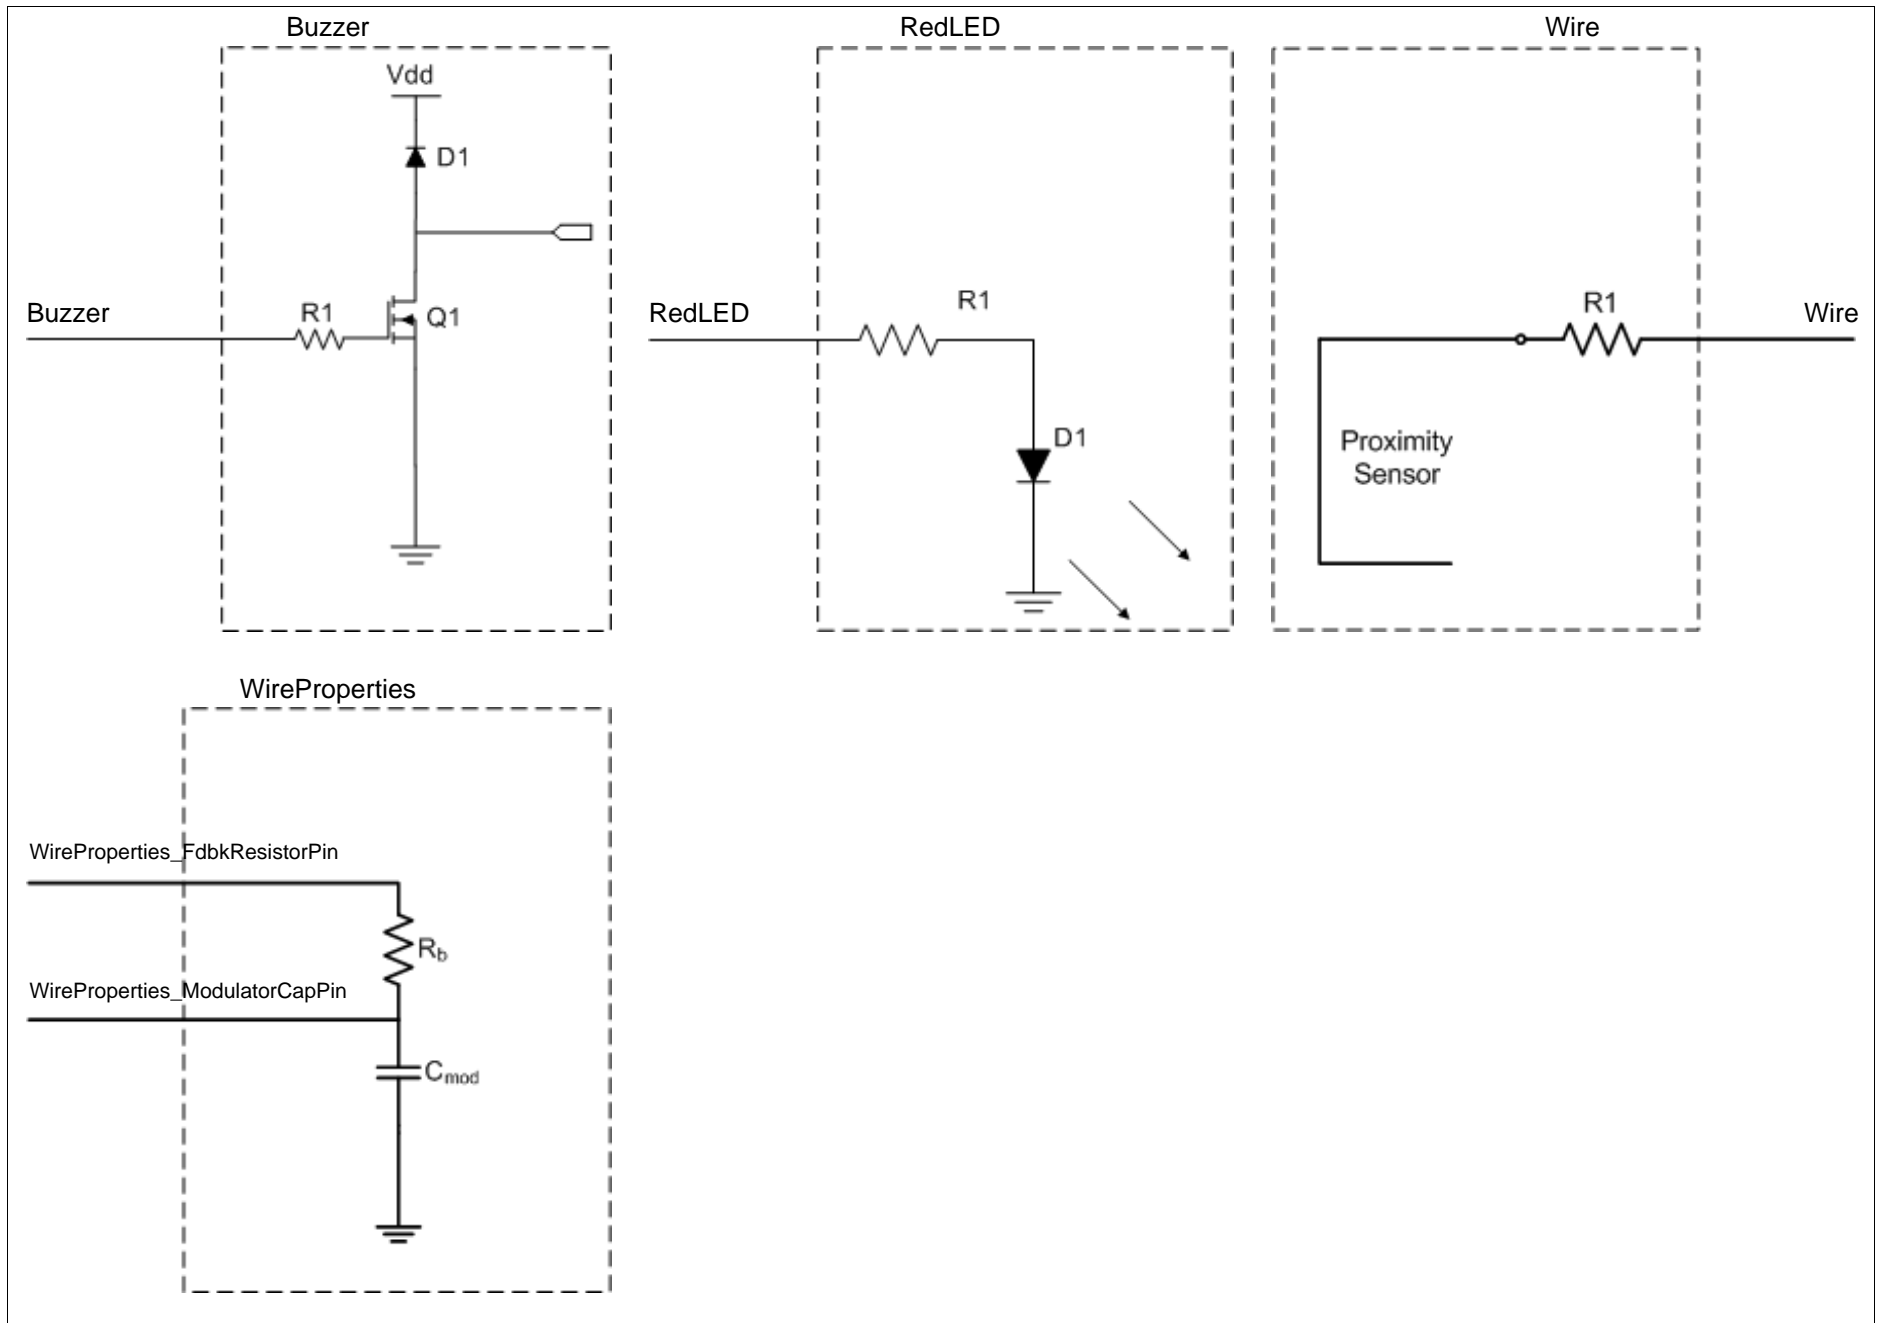 Buzzer
Vdd
D1
Buzzer
R1
Q1
RedLED
RedLED
R1
D1
Wire
R1
Wire
Proximity
Sensor
WireProperties
WireProperties_FdbkResistorPin
Rb
WireProperties_ModulatorCapPin
Cmod